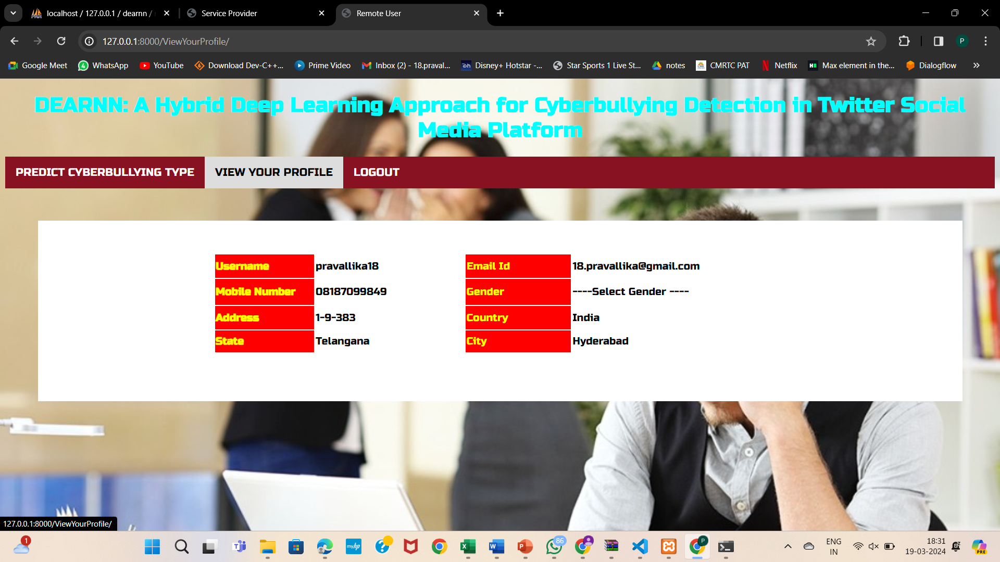 localhost / 127.0.0.1 / dearnn /
Service Provider
Remote User
127.0.0.1:8000/ViewYourProfile/
P
Google Meet
WhatsApp
YouTube
Download Dev-C++...
Prime Video
Inbox (2) - 18.praval...
Disney+ Hotstar -...
Star Sports 1 Live St...
notes
CMRTC PAT
Netflix
Max element in the...
Dialogflow
DEARNN: A Hybrid Deep Learning Approach for Cyberbullying Detection in Twitter Social
Media Platform
PREDICT CYBERBULLYING TYPE
VIEW YOUR PROFILE
LOGOUT
Username pravallika18 Email Id 18.pravallika@gmail.com
Mobile Number 08187099849 Gender ----Select Gender ----
Address 1-9-383 Country India
State Telangana City Hyderabad
127.0.0.1:8000/ViewYourProfile/
1
myhp
86
P
ENG
IN
18:31
19-03-2024
PRE